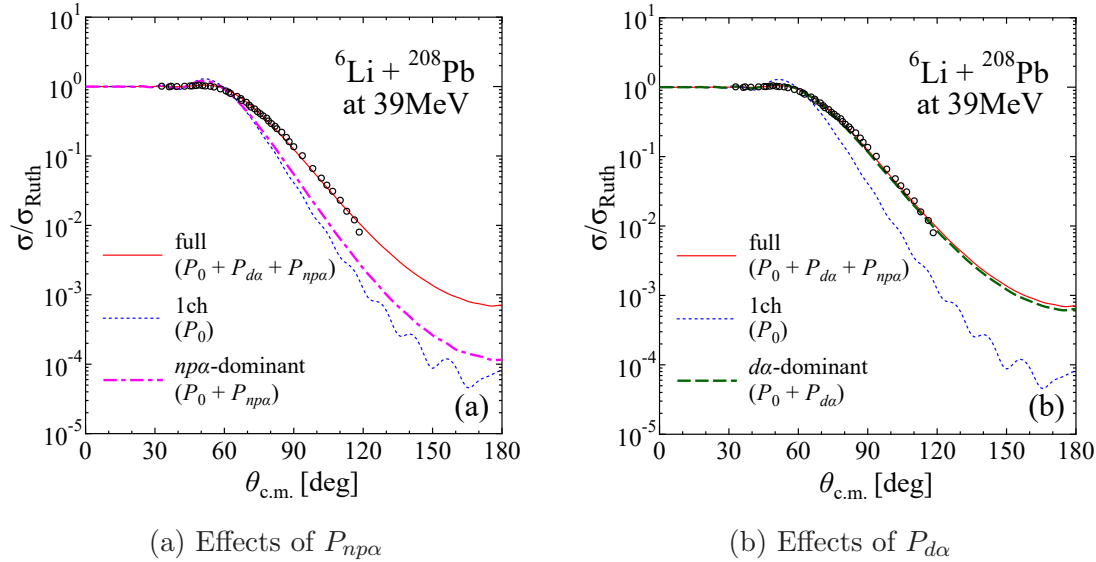 10^1
10^0
10^-1
10^-2
10^-3
10^-4
10^-5
σ/σ_Ruth
^6Li + ^208Pb
at 39MeV
full
(P_0 + P_dα + P_npα)
1ch
(P_0)
npα-dominant
(P_0 + P_npα)
(a)
0 30 60 90 120 150 180
θ_c.m. [deg]
(a) Effects of P_npα
10^1
10^0
10^-1
10^-2
10^-3
10^-4
10^-5
σ/σ_Ruth
^6Li + ^208Pb
at 39MeV
full
(P_0 + P_dα + P_npα)
1ch
(P_0)
dα-dominant
(P_0 + P_dα)
(b)
0 30 60 90 120 150 180
θ_c.m. [deg]
(b) Effects of P_dα